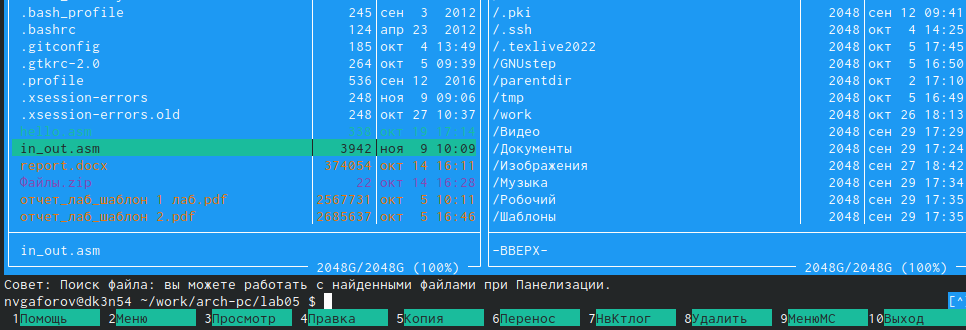 .bash_profile 245 сен 3 2012 /.pki 2048 сен 12 09:41
.bashrc 124 апр 23 2012 /.ssh 2048 окт 4 14:25
.gitconfig 185 окт 4 13:49 /.texlive2022 2048 окт 5 17:45
.gtkrc-2.0 264 окт 5 09:39 /GNUstep 2048 окт 5 16:50
.profile 536 сен 12 2016 /parentdir 2048 окт 2 17:10
.xsession-errors 248 ноя 9 09:06 /tmp 2048 окт 5 16:49
.xsession-errors.old 248 окт 27 10:37 /work 2048 окт 26 18:13
hello.asm окт /Видео 2048 сен 29 17:29
in_out.asm 3942 ноя 9 10:09 /Документы 2048 сен 29 17:24
report.docx 374054 окт 14 16:11 /Изображения 2048 сен 27 18:42
Файлы.zip 22 окт 14 16:28 /Музыка 2048 сен 29 17:34
отчет_лаб_шаблон 1 лаб.pdf 2567731 окт 5 10:11 /Робочий 2048 сен 29 17:35
отчет_лаб_шаблон 2.pdf 2685637 окт 5 16:46 /Шаблоны 2048 сен 29 17:35
in_out.asm -ВВЕРХ-
2048G/2048G (100%) 2048G/2048G (100%)
Совет: Поиск файла: вы можете работать с найденными файлами при Панелизации.
nvgaforov@dk3n54 ~/work/arch-pc/lab05 $ [^
1Помощь 2Меню 3Просмотр 4Правка 5Копия 6Перенос 7НвКтлог 8Удалить 9МенюМС 10Выход